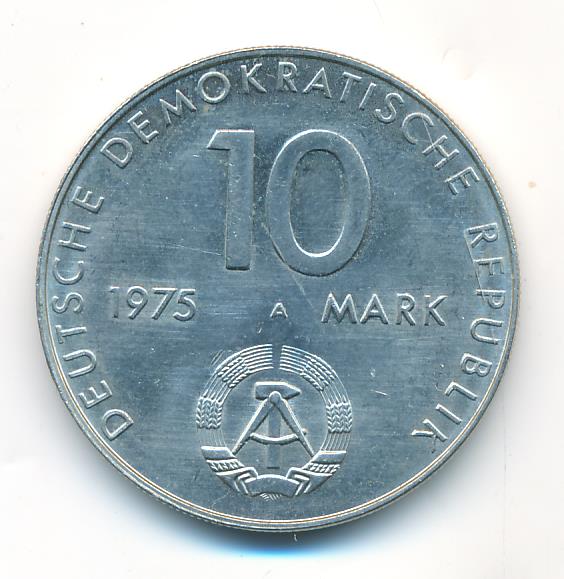 DEUTSCHE DEMOKRATISCHE REPUBLIK
10
1975 A MARK